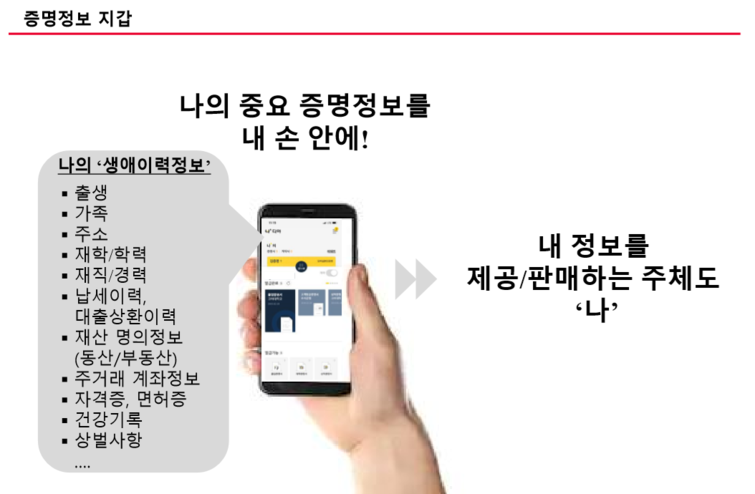 증명정보 지갑
나의 중요 증명정보를
내 손 안에!
나의 ‘생애이력정보’
▪ 출생
▪ 가족
▪ 주소
▪ 재학/학력
▪ 재직/경력
▪ 납세이력,
대출상환이력
▪ 재산 명의정보
(동산/부동산)
▪ 주거래 계좌정보
▪ 자격증, 면허증
▪ 건강기록
▪ 상벌사항
....
내 정보를
제공/판매하는 주체도
‘나’